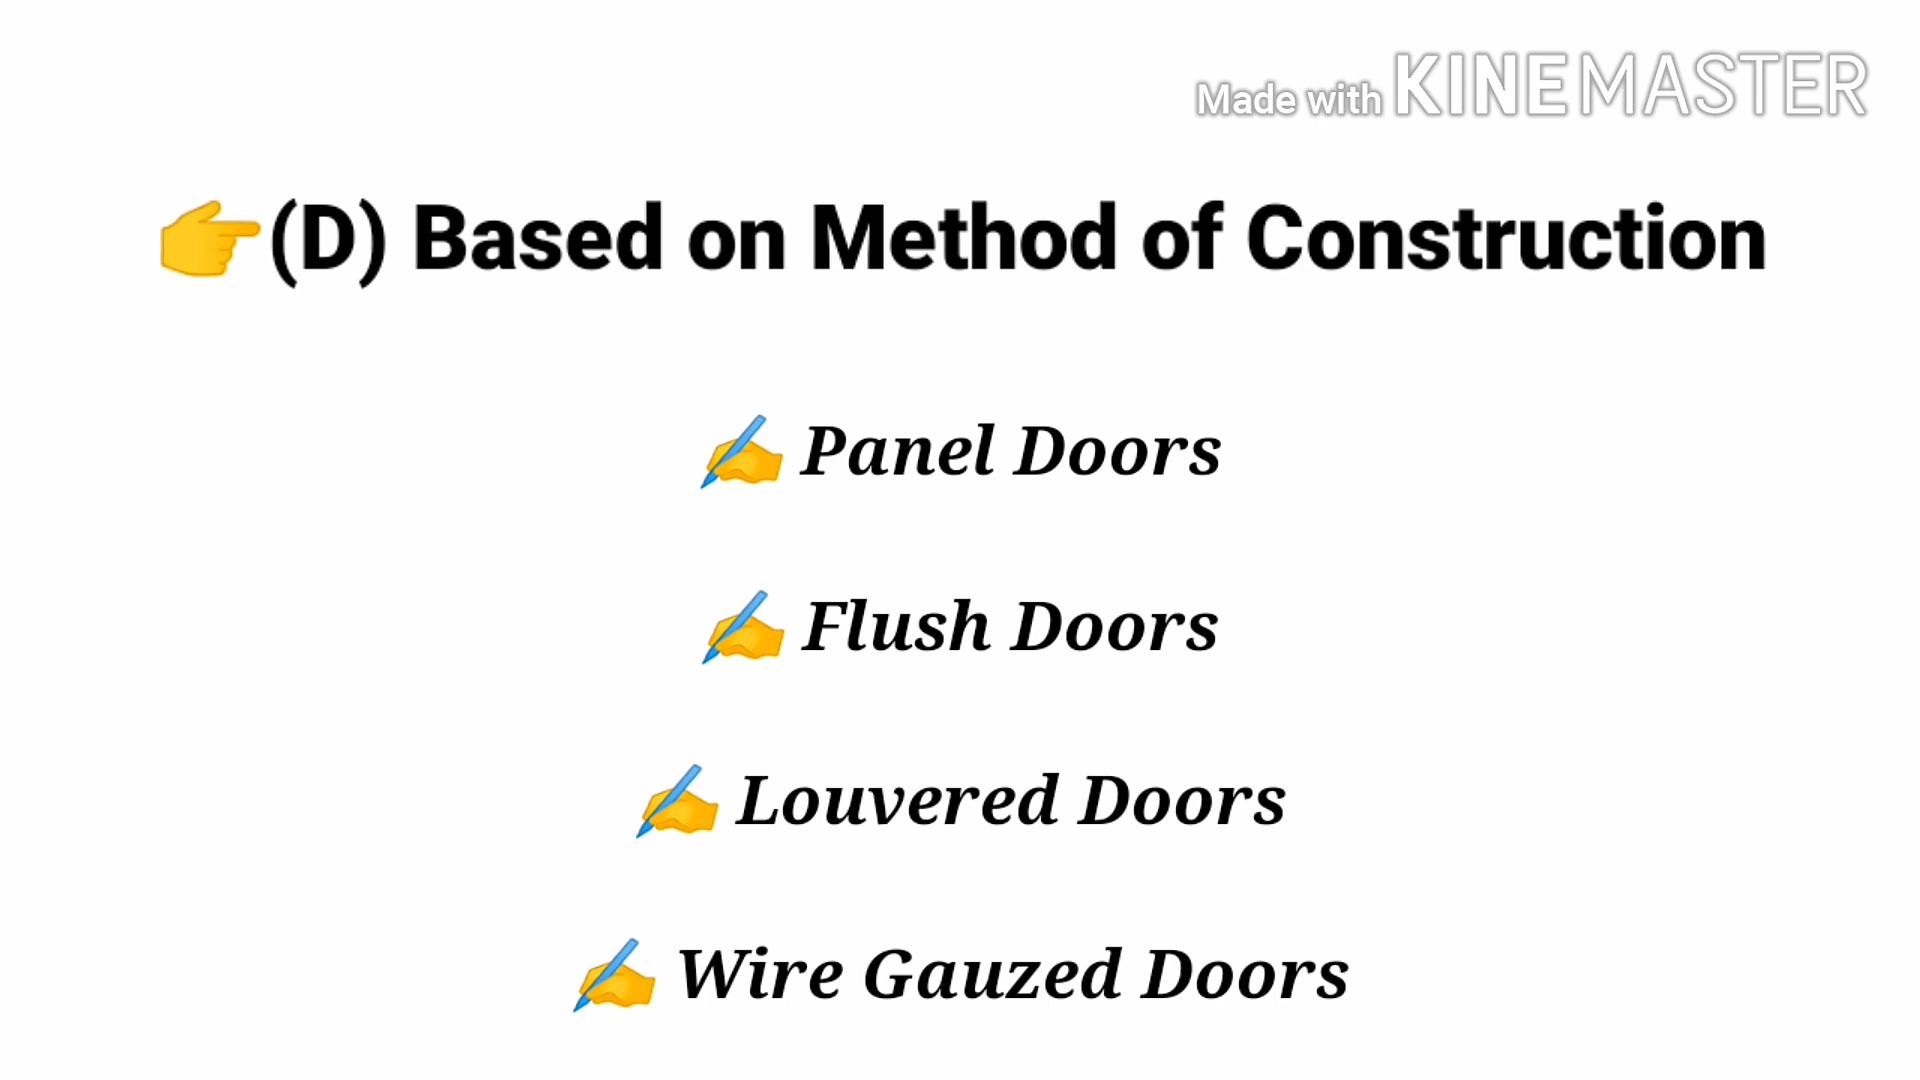 Made with KINEMASTER
👉(D) Based on Method of Construction
✍ Panel Doors
✍ Flush Doors
✍ Louvered Doors
✍ Wire Gauzed Doors